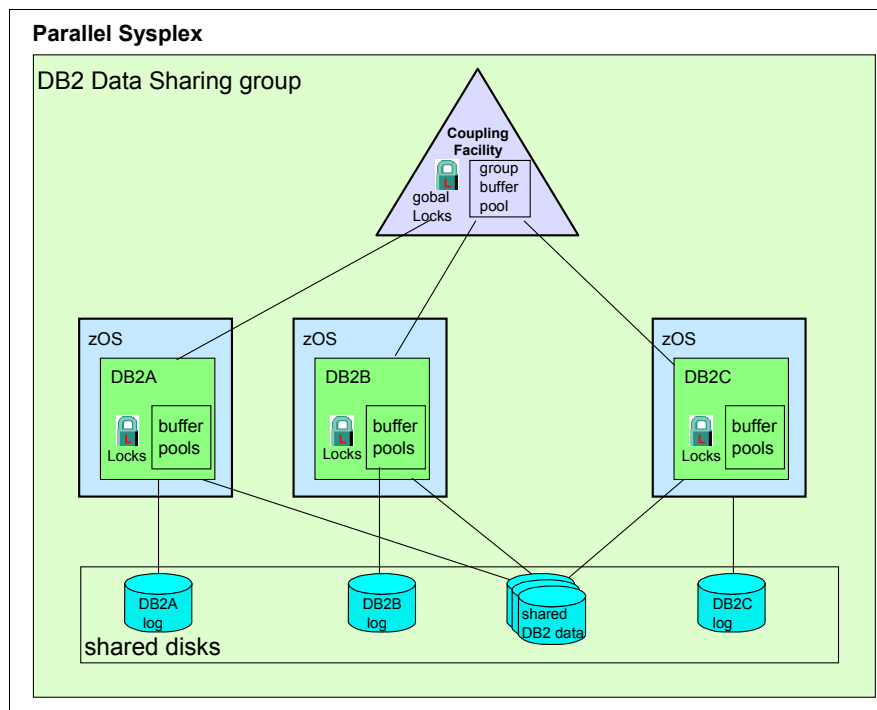 Parallel Sysplex
DB2 Data Sharing group
Coupling
Facility
L
gobal
Locks
group
buffer
pool
zOS
DB2A
L
Locks
buffer
pools
zOS
DB2B
L
Locks
buffer
pools
zOS
DB2C
L
Locks
buffer
pools
DB2A
log
DB2B
log
shared
DB2 data
DB2C
log
shared disks